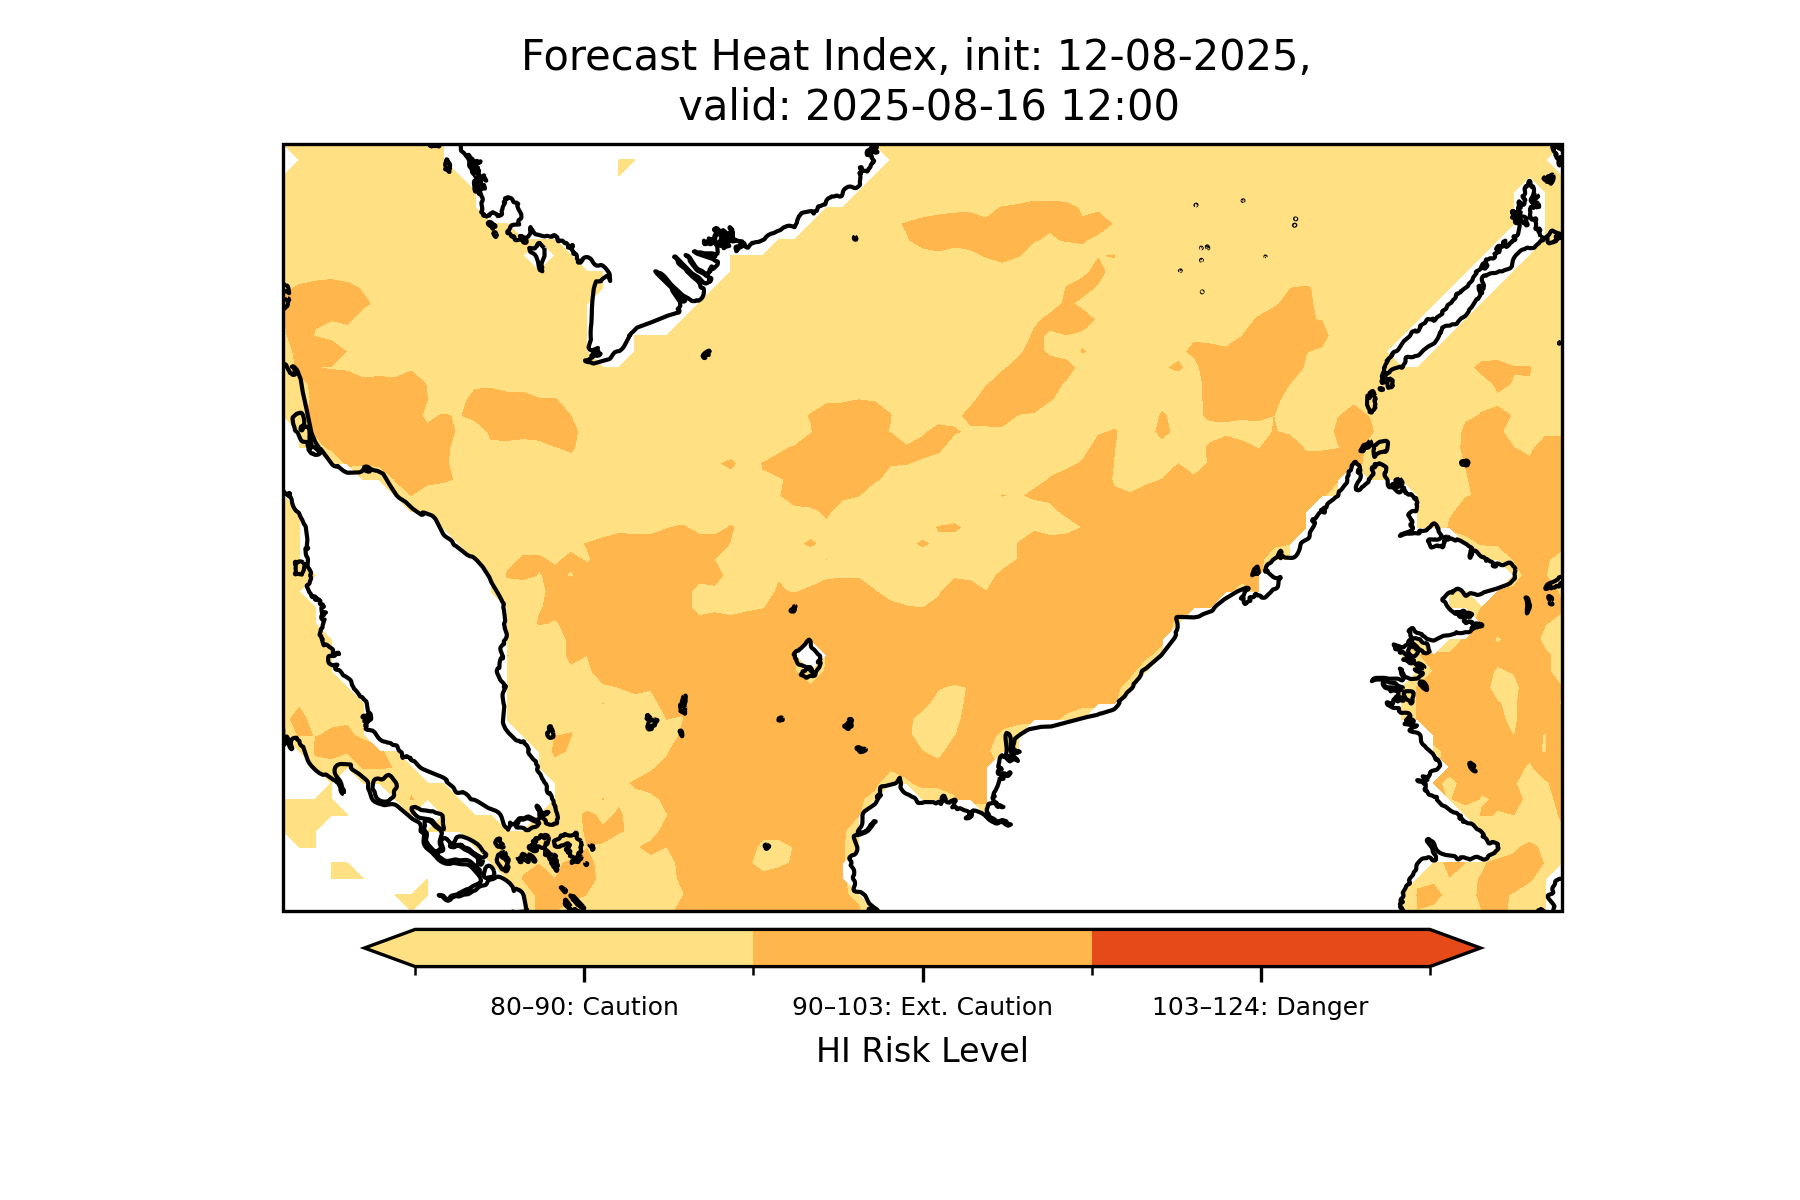 Forecast Heat Index, init: 12-08-2025,
valid: 2025-08-16 12:00
80–90: Caution
90–103: Ext. Caution
103–124: Danger
HI Risk Level